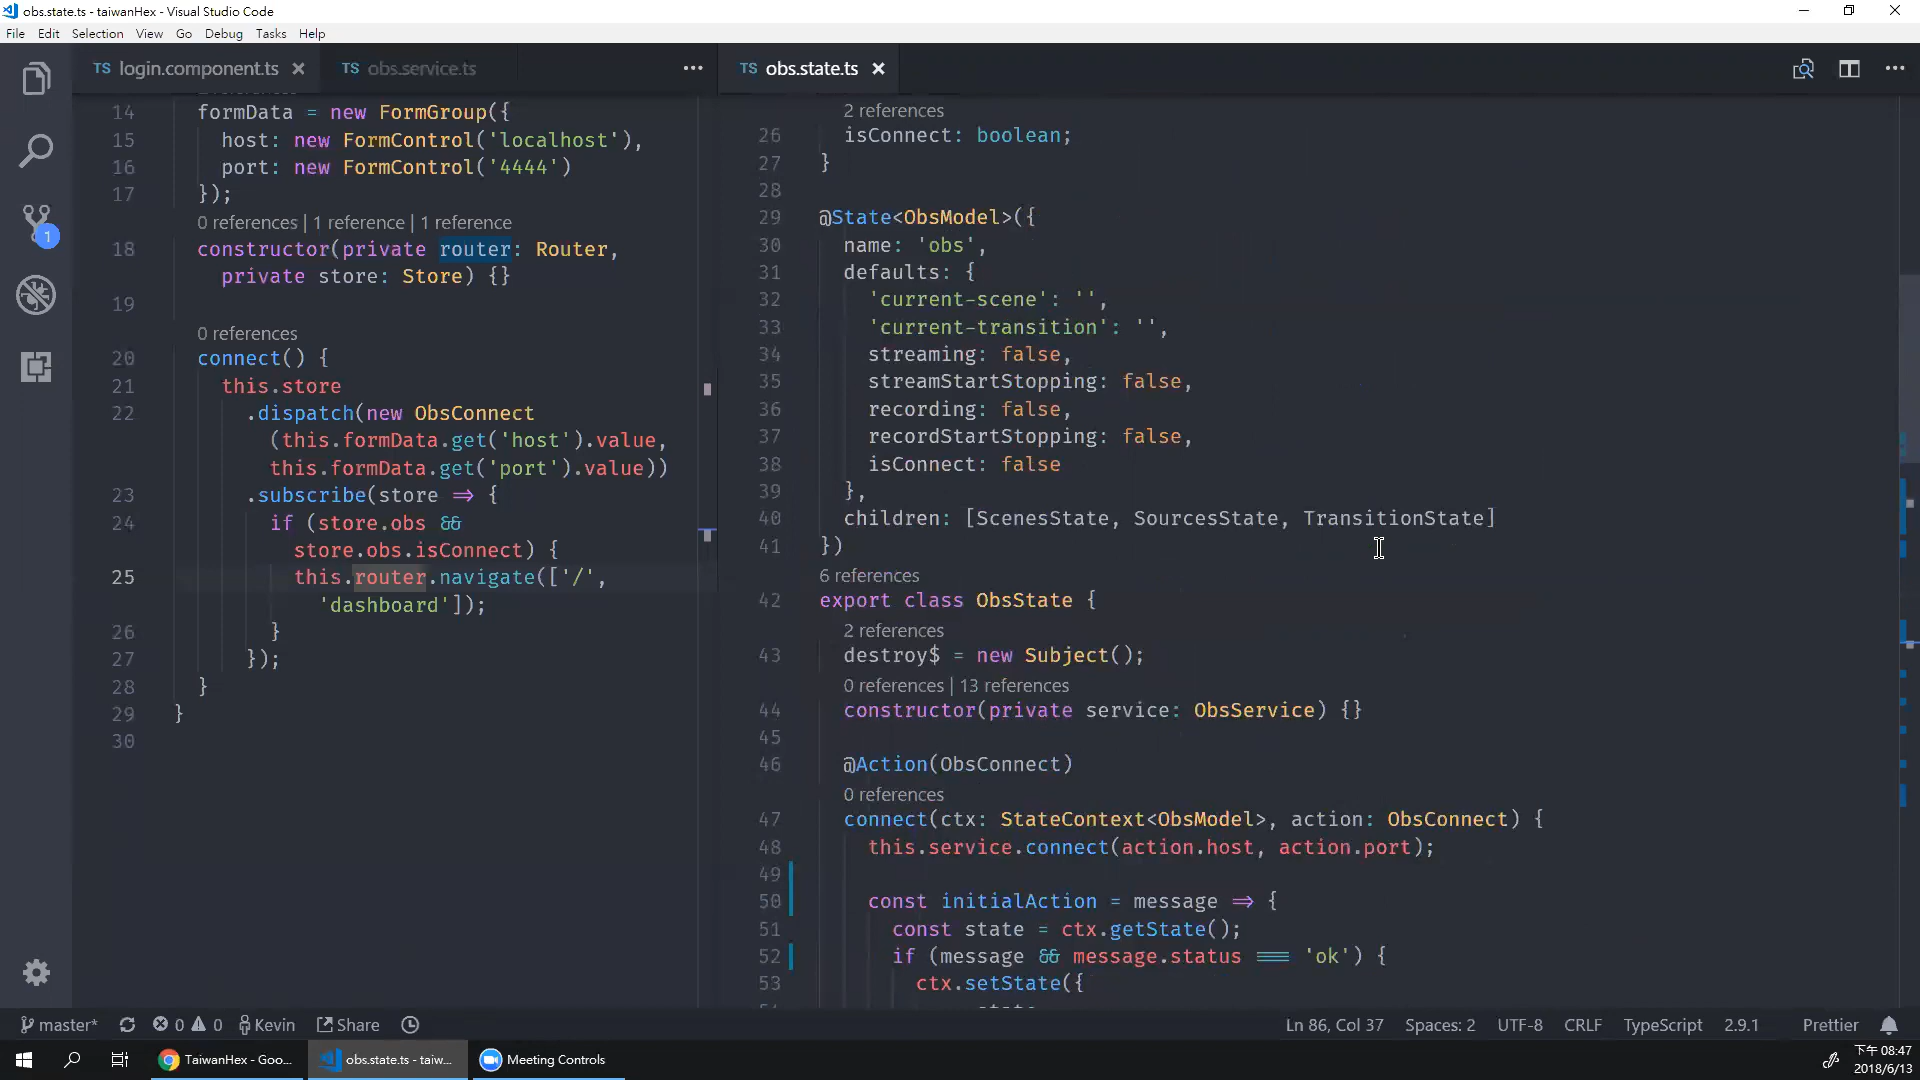 obs.state.ts - taiwanHex - Visual Studio Code
File Edit Selection View Go Debug Tasks Help
TS login.component.ts
TS obs.service.ts
TS obs.state.ts
14 formData = new FormGroup({
15 host: new FormControl('localhost'),
16 port: new FormControl('4444')
17 });
0 references | 1 reference | 1 reference
18 constructor(private router: Router,
private store: Store) {}
19
0 references
20 connect() {
21 this.store
22 .dispatch(new ObsConnect
(this.formData.get('host').value,
this.formData.get('port').value))
23 .subscribe(store => {
24 if (store.obs &&
store.obs.isConnect) {
25 this.router.navigate(['/',
'dashboard']);
26 }
27 });
28 }
29 }
30
2 references
26 isConnect: boolean;
27 }
28
29 @State<ObsModel>({
30 name: 'obs',
31 defaults: {
32 'current-scene': '',
33 'current-transition': '',
34 streaming: false,
35 streamStartStopping: false,
36 recording: false,
37 recordStartStopping: false,
38 isConnect: false
39 },
40 children: [ScenesState, SourcesState, TransitionState]
41 })
6 references
42 export class ObsState {
2 references
43 destroy$ = new Subject();
0 references | 13 references
44 constructor(private service: ObsService) {}
45
46 @Action(ObsConnect)
0 references
47 connect(ctx: StateContext<ObsModel>, action: ObsConnect) {
48 this.service.connect(action.host, action.port);
49
50 const initialAction = message => {
51 const state = ctx.getState();
52 if (message && message.status === 'ok') {
53 ctx.setState({
1
master* 0 0 Kevin Share
Ln 86, Col 37 Spaces: 2 UTF-8 CRLF TypeScript 2.9.1 Prettier
TaiwanHex - Goo...
obs.state.ts - taiw...
Meeting Controls
下午 08:47
2018/6/13